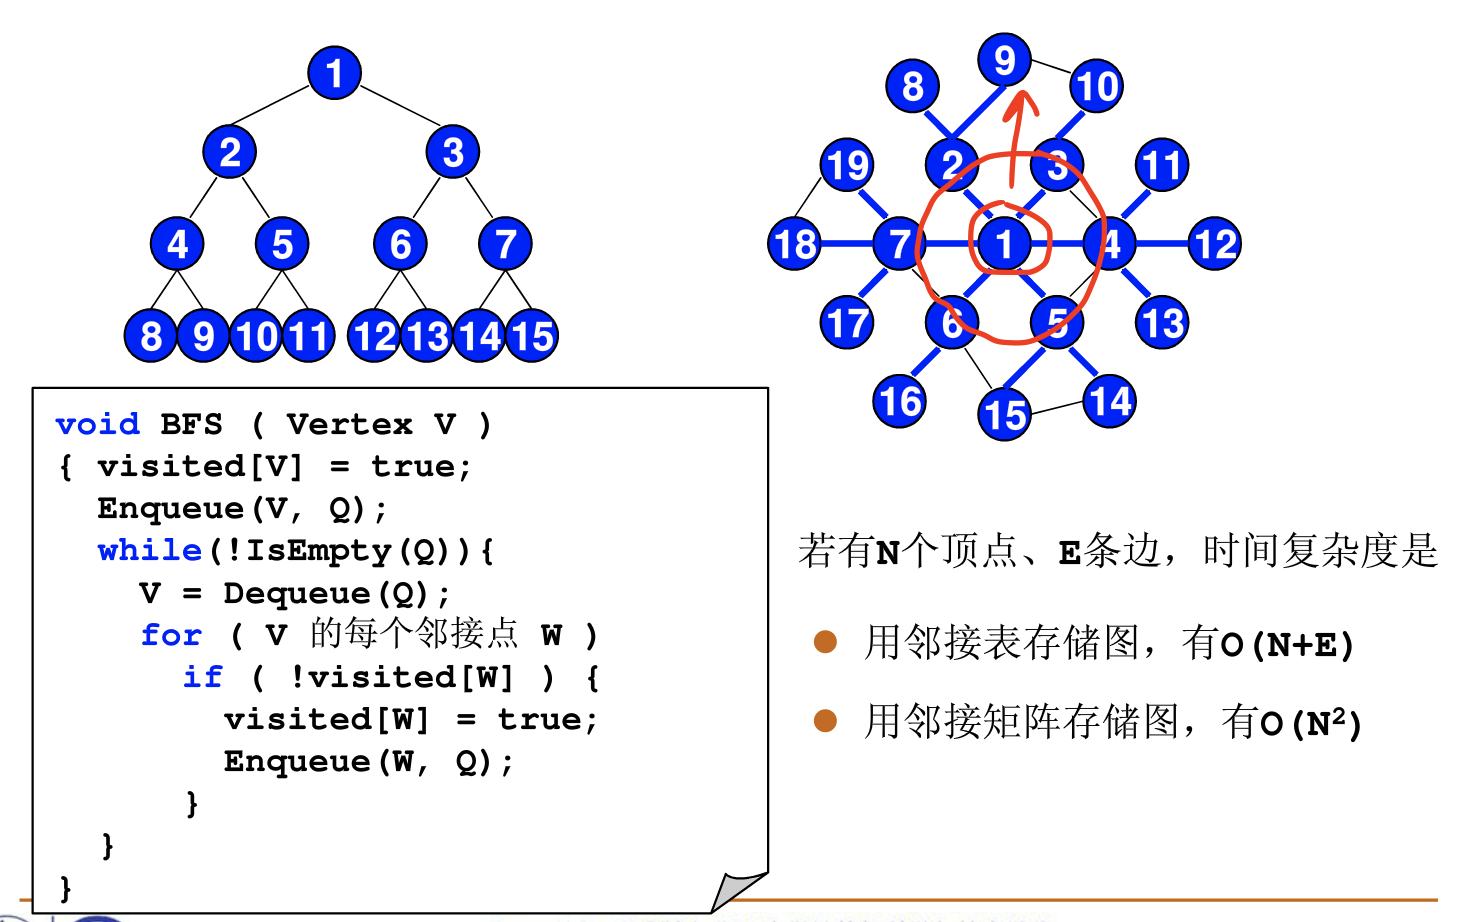 1
2 3
4 5 6 7
8 9 10 11 12 13 14 15
9
8 10
19 2 3 11
18 7 1 4 12
17 6 5 13
16 15 14
void BFS ( Vertex V )
{ visited[V] = true;
Enqueue(V, Q);
while(!IsEmpty(Q)){
V = Dequeue(Q);
for ( V 的每个邻接点 W )
if ( !visited[W] ) {
visited[W] = true;
Enqueue(W, Q);
}
}
}
若有N个顶点、E条边，时间复杂度是
用邻接表存储图，有O(N+E)
用邻接矩阵存储图，有O(N²)